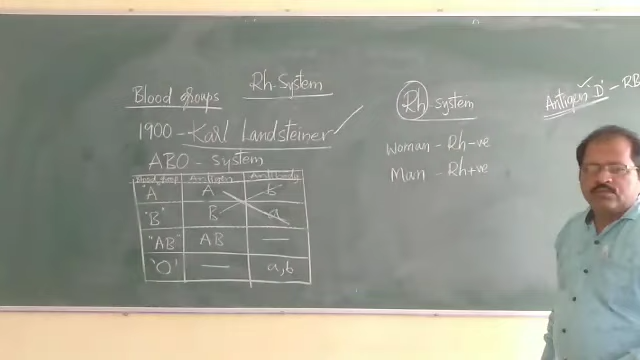 Blood groups
Rh-System
1900 - Karl Landsteiner
ABO - System
Blood group Antigen Antibody
"A" A b
"B" B a
"AB" AB —
"O" — a,b
Rh system
Woman - Rh-ve
Man - Rh+ve
Antigen 'D' - RB